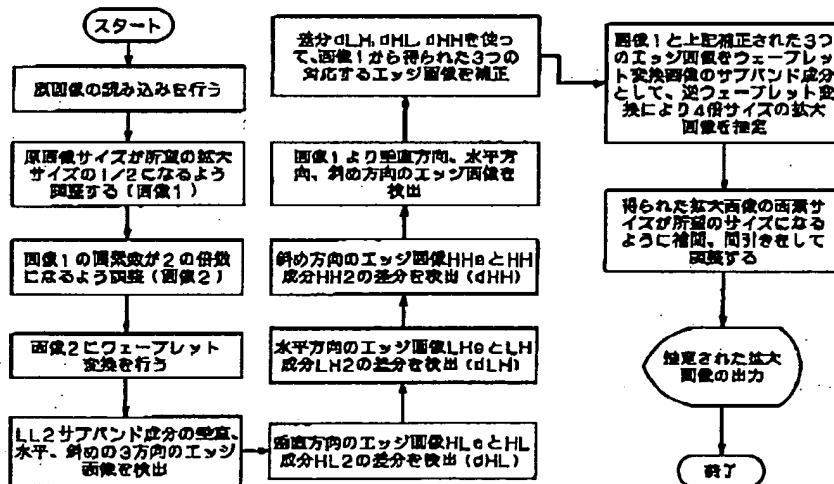 スタート
原画像の読み込みを行う
原画像サイズが所望の拡大
サイズの1/2になるよう
調整する(画像1)
画像1の画素数が2の倍数
になるよう調整(画像2)
画像2にウェーブレット
変換を行う
LL2サブバンド成分の垂直、
水平、斜めの3方向のエッジ
画像を検出
垂直方向のエッジ画像HLeとHL
成分HL2の差分を検出(dHL)
水平方向のエッジ画像LHeとLH
成分LH2の差分を検出(dLH)
斜め方向のエッジ画像HHeとHH
成分HH2の差分を検出(dHH)
画像1より垂直方向、水平方
向、斜め方向のエッジ画像を
検出
差分dLH,dHL,dHHを使っ
て、画像1から得られた3つの
対応するエッジ画像を補正
画像1と上記補正された3つ
のエッジ画像をウェーブレッ
ト変換画像のサブバンド成分
として、逆ウェーブレット変
換により4倍サイズの拡大
画像を推定
得られた拡大画像の画素サ
イズが所望のサイズになる
ように補間、間引きをして
調整する
推定された拡大
画像の出力
終了